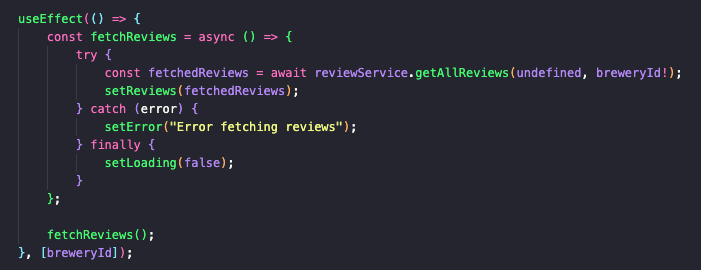 useEffect(() => {
    const fetchReviews = async () => {
        try {
            const fetchedReviews = await reviewService.getAllReviews(undefined, breweryId!);
            setReviews(fetchedReviews);
        } catch (error) {
            setError("Error fetching reviews");
        } finally {
            setLoading(false);
        }
    };

    fetchReviews();
}, [breweryId]);